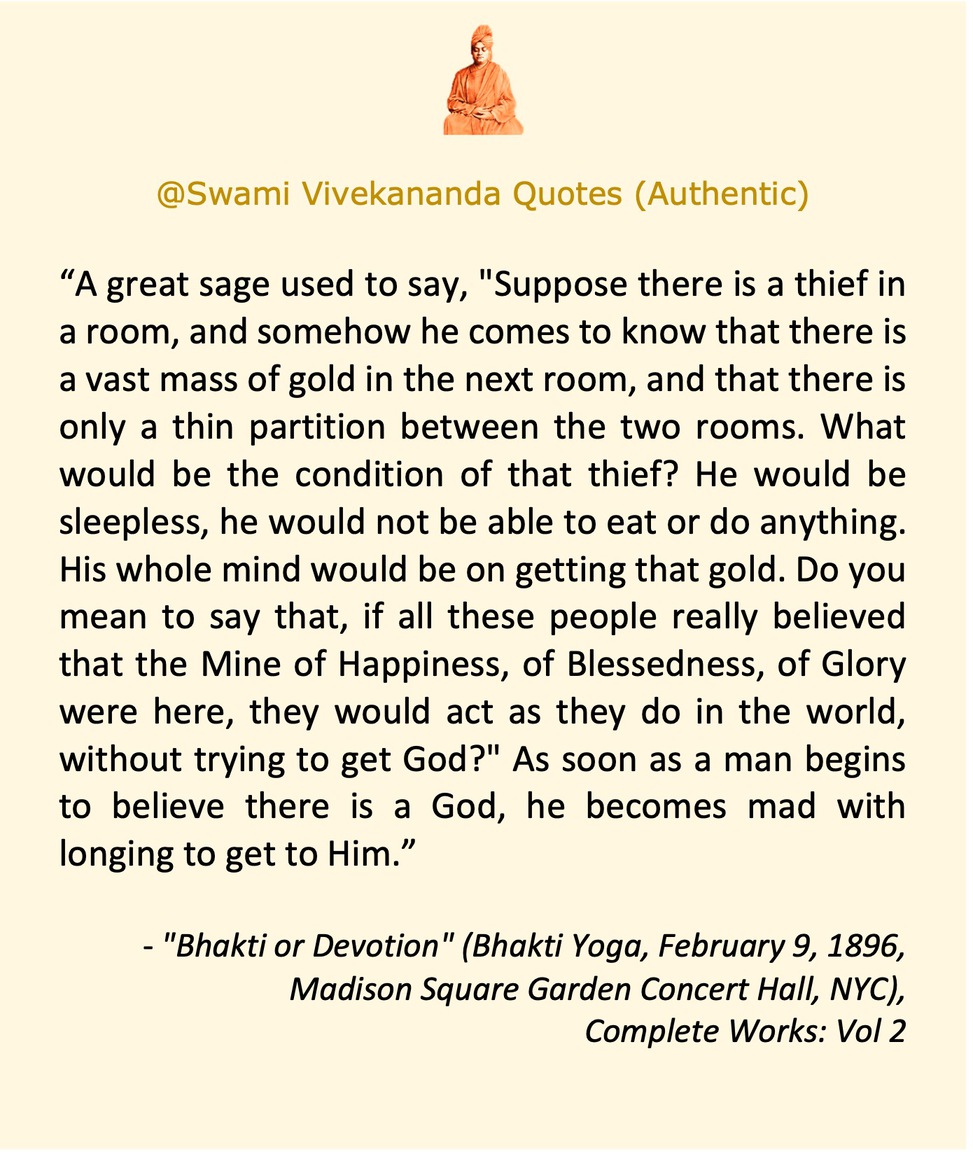 @Swami Vivekananda Quotes (Authentic)
“A great sage used to say, "Suppose there is a thief in
a room, and somehow he comes to know that there is
a vast mass of gold in the next room, and that there is
only a thin partition between the two rooms. What
would be the condition of that thief? He would be
sleepless, he would not be able to eat or do anything.
His whole mind would be on getting that gold. Do you
mean to say that, if all these people really believed
that the Mine of Happiness, of Blessedness, of Glory
were here, they would act as they do in the world,
without trying to get God?" As soon as a man begins
to believe there is a God, he becomes mad with
longing to get to Him.”
- "Bhakti or Devotion" (Bhakti Yoga, February 9, 1896,
Madison Square Garden Concert Hall, NYC),
Complete Works: Vol 2